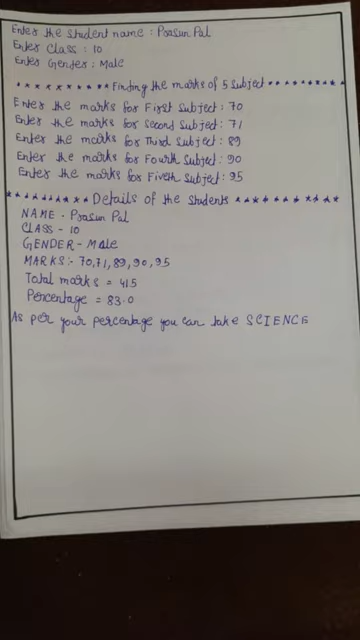 Enter the student name : Prasun Pal
Enter Class : 10
Enter Gender : Male
********* Finding the marks of 5 Subject **********
Enter the marks for First Subject : 70
Enter the marks for Second Subject : 71
Enter the marks for Third Subject : 89
Enter the marks for Fourth Subject : 90
Enter the marks for Fiveth Subject : 95
********** Details of the Students ************
NAME - Prasun Pal
CLASS - 10
GENDER - Male
MARKS :- 70,71,89,90,95
Total marks = 415
Percentage = 83.0
As per your percentage you can take SCIENCE